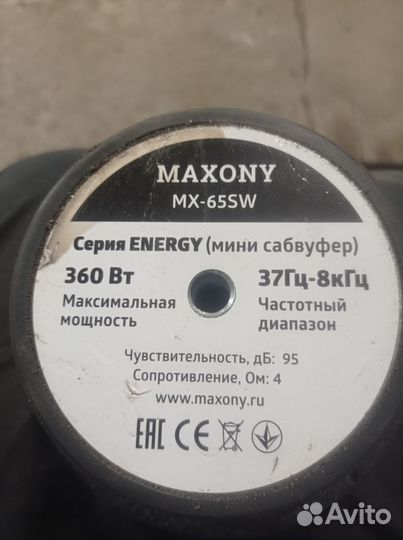 MAXONY
MX-65SW
Серия ENERGY (мини сабвуфер)
360 Вт
Максимальная
мощность
37Гц-8кГц
Частотный
диапазон
Чувствительность, дБ: 95
Сопротивление, Ом: 4
www.maxony.ru
EAC CE
Avito